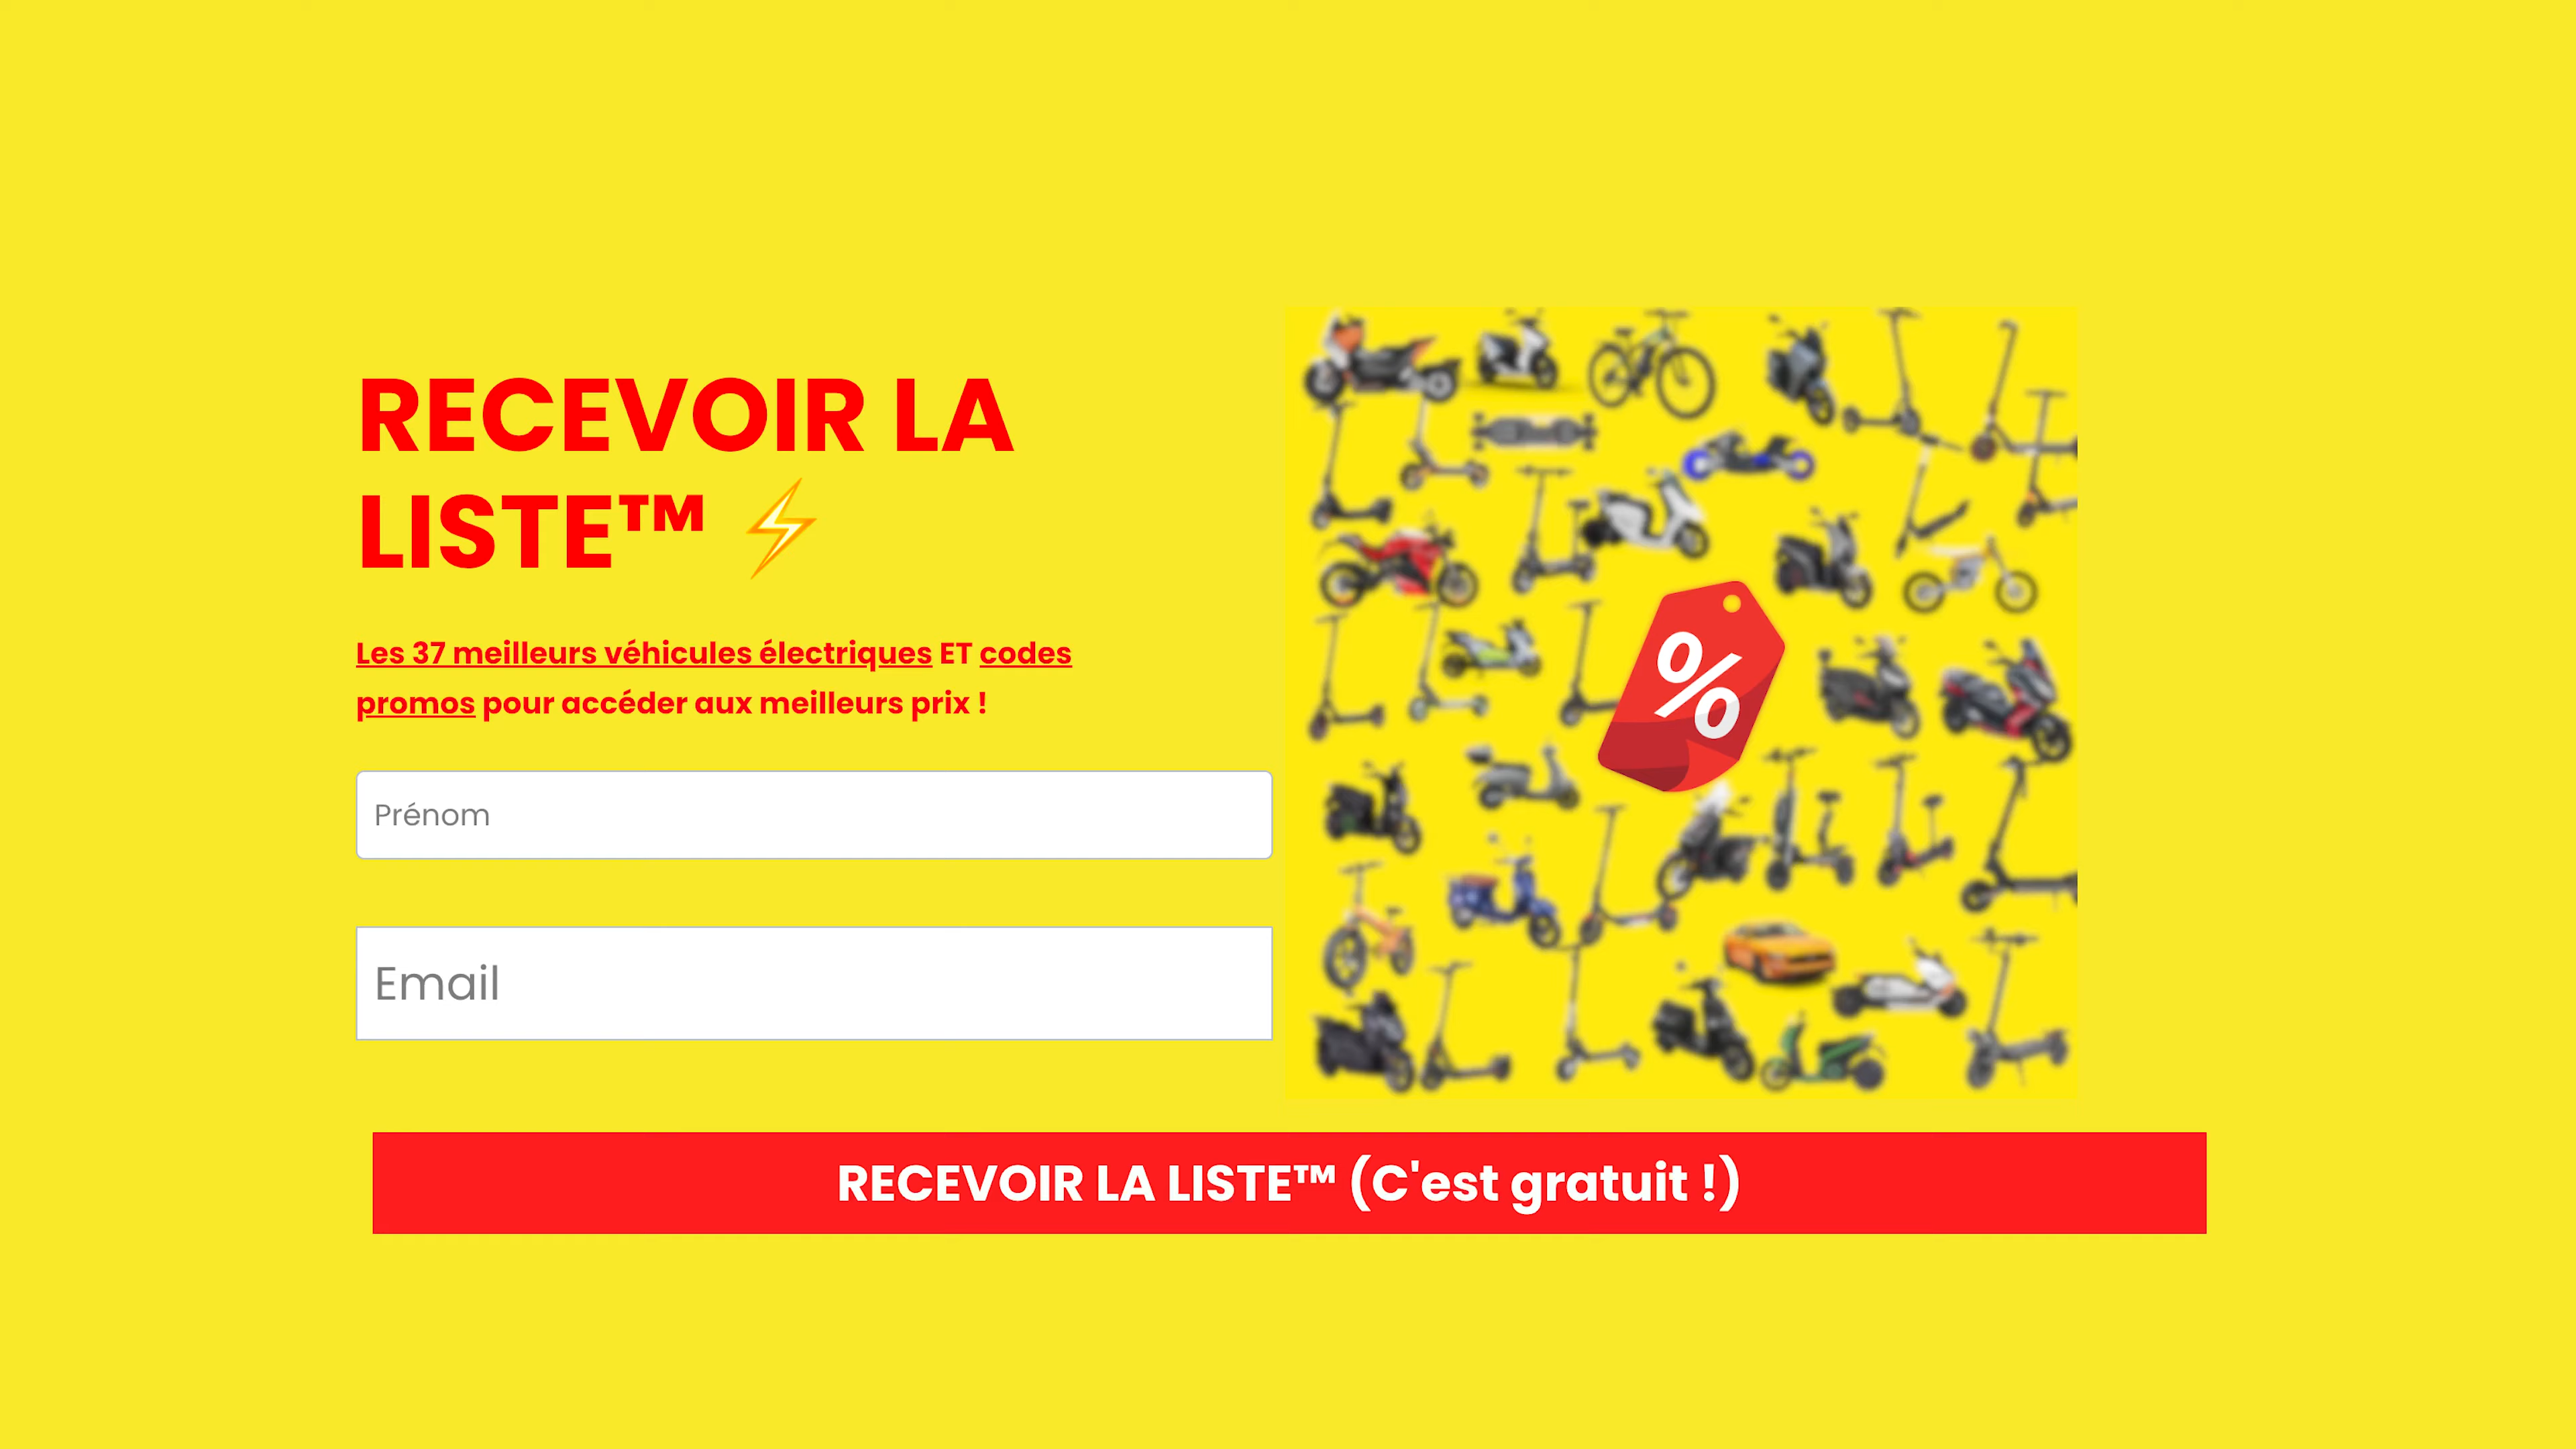 RECEVOIR LA
LISTE™ ⚡
Les 37 meilleurs véhicules électriques ET codes
promos pour accéder aux meilleurs prix !
Prénom
Email
%
RECEVOIR LA LISTE™ (C'est gratuit !)